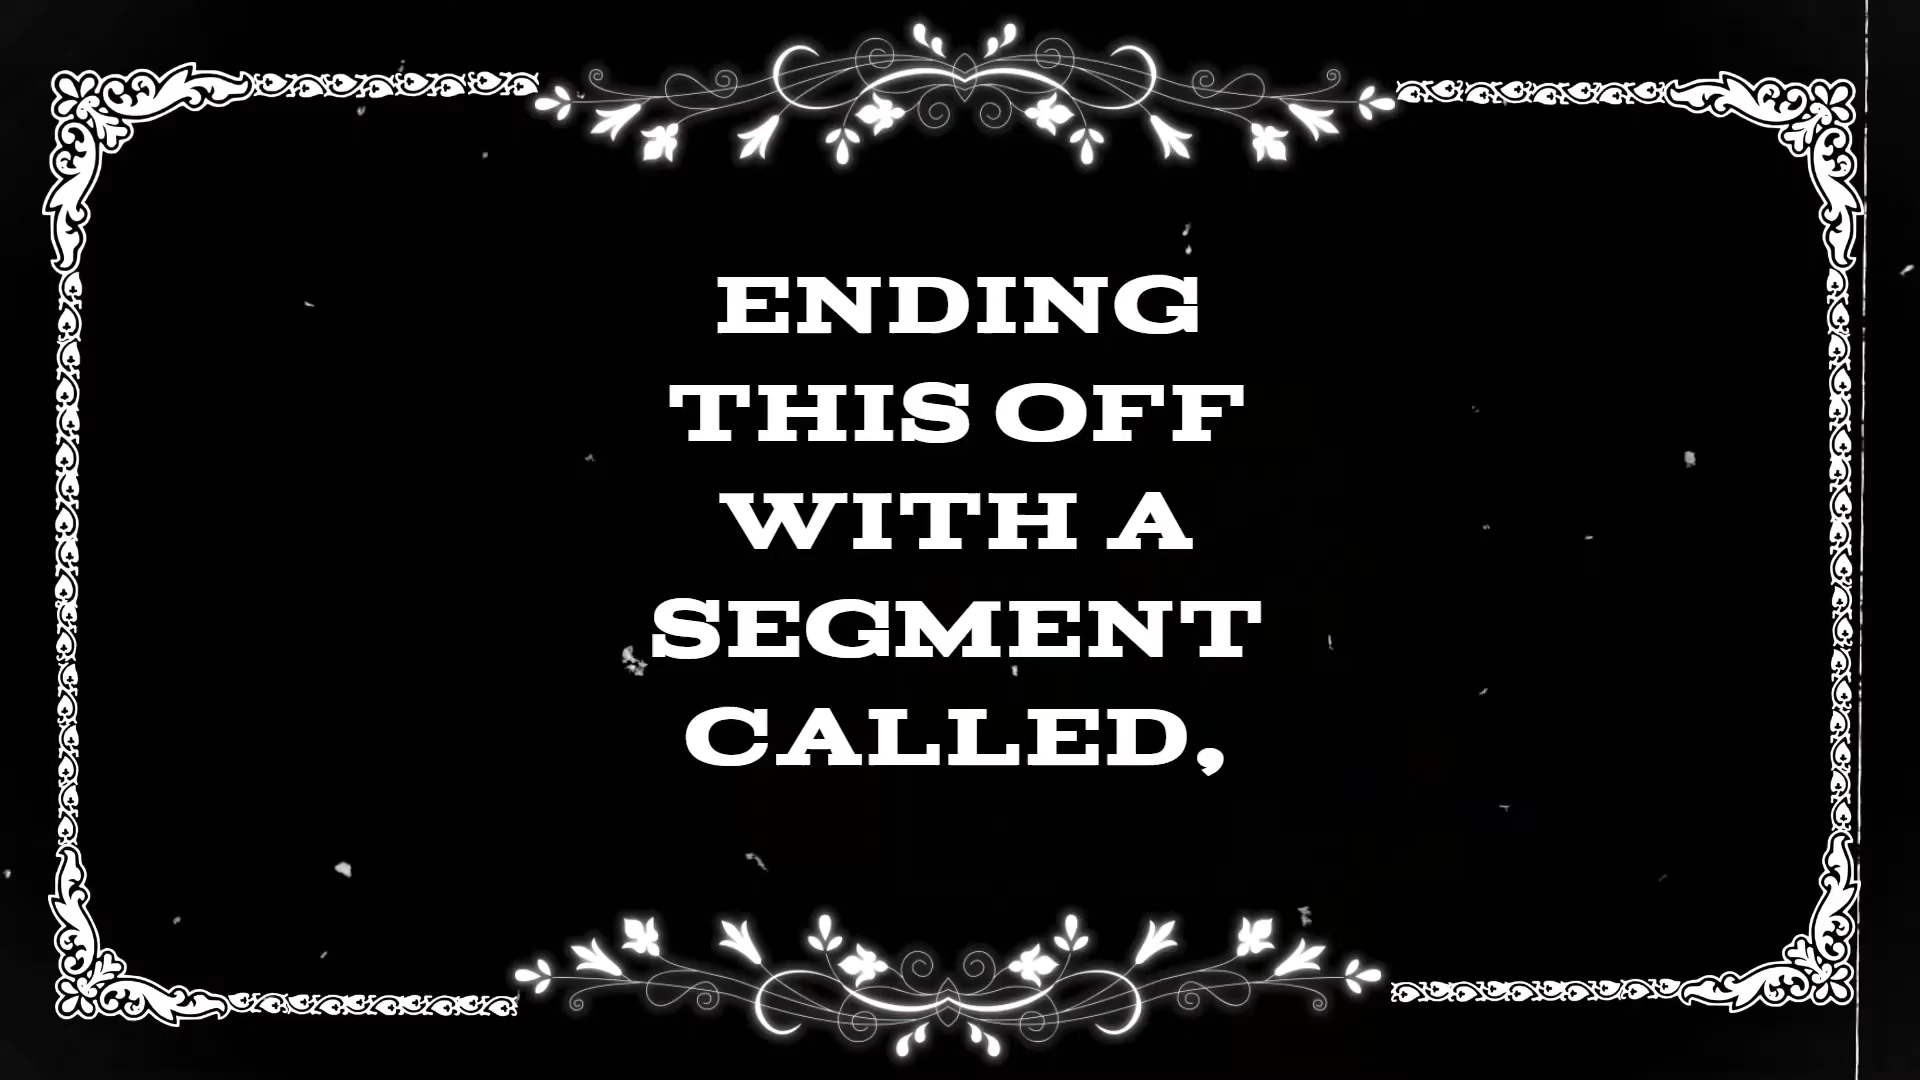 ENDING
THIS OFF
WITH A
SEGMENT
CALLED,